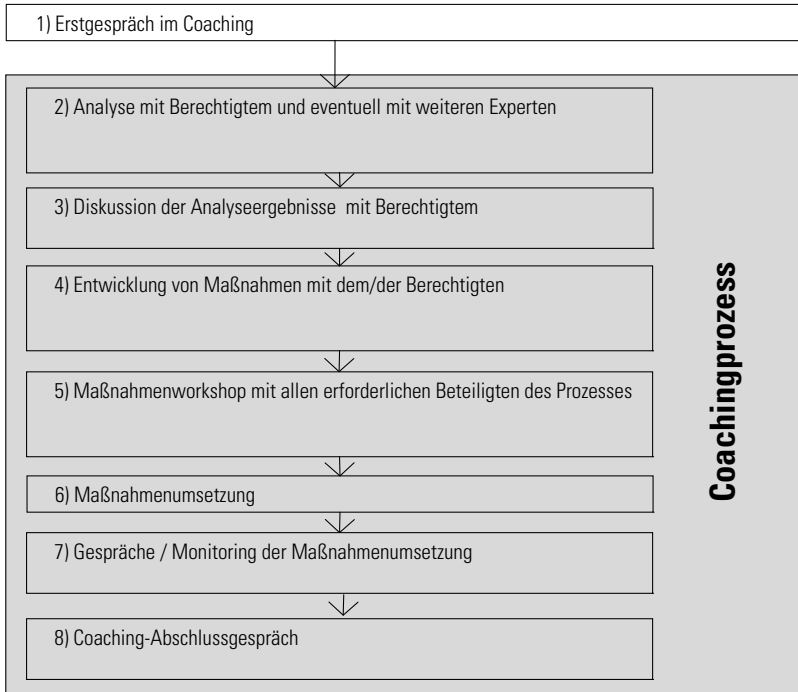 1) Erstgespräch im Coaching
2) Analyse mit Berechtigtem und eventuell mit weiteren Experten
3) Diskussion der Analyseergebnisse  mit Berechtigtem
4) Entwicklung von Maßnahmen mit dem/der Berechtigten
5) Maßnahmenworkshop mit allen erforderlichen Beteiligten des Prozesses
6) Maßnahmenumsetzung
7) Gespräche / Monitoring der Maßnahmenumsetzung
8) Coaching-Abschlussgespräch
Coachingprozess